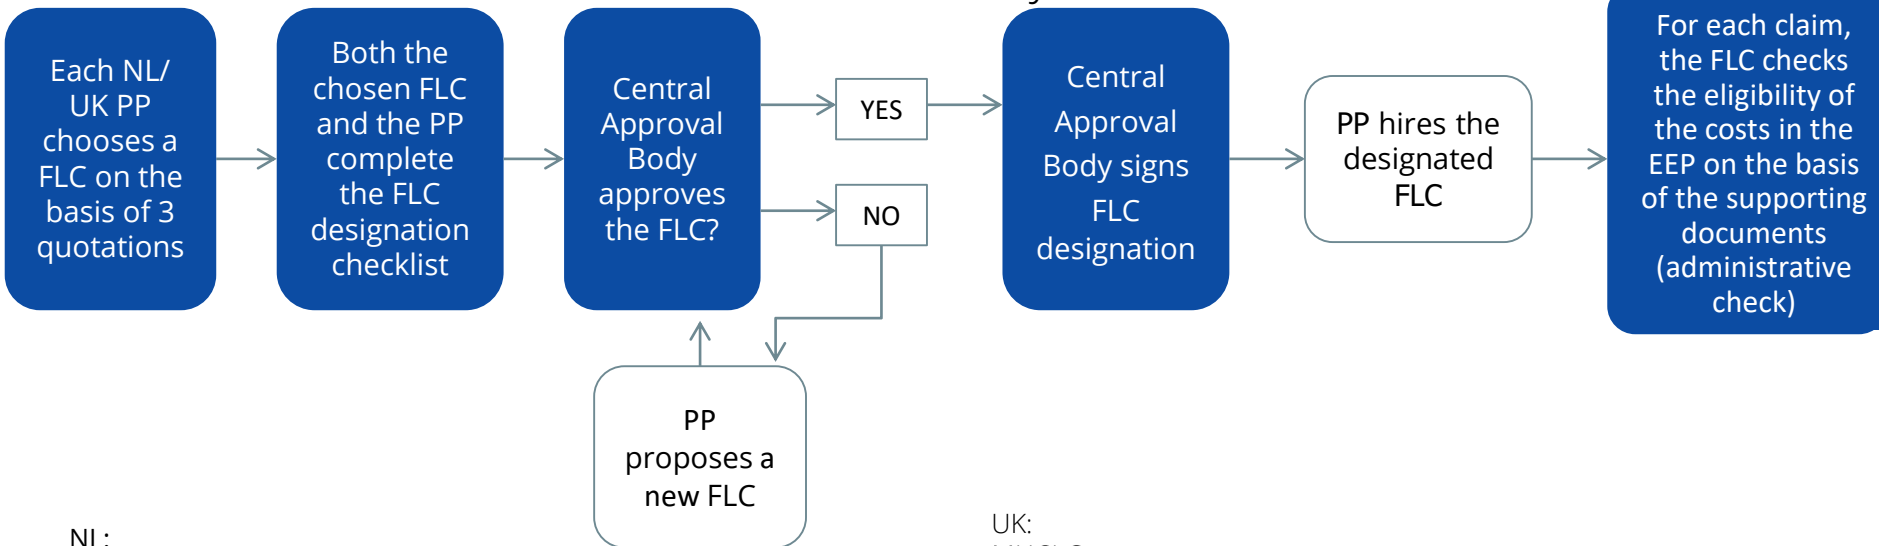 Each NL/
UK PP
chooses a
FLC on the
basis of 3
quotations
Both the
chosen FLC
and the PP
complete
the FLC
designation
checklist
Central
Approval
Body
approves
the FLC?
YES
NO
PP
proposes a
new FLC
Central
Approval
Body signs
FLC
designation
PP hires the
designated
FLC
For each claim,
the FLC checks
the eligibility of
the costs in the
EEP on the basis
of the supporting
documents
(administrative
check)
NL:
UK: